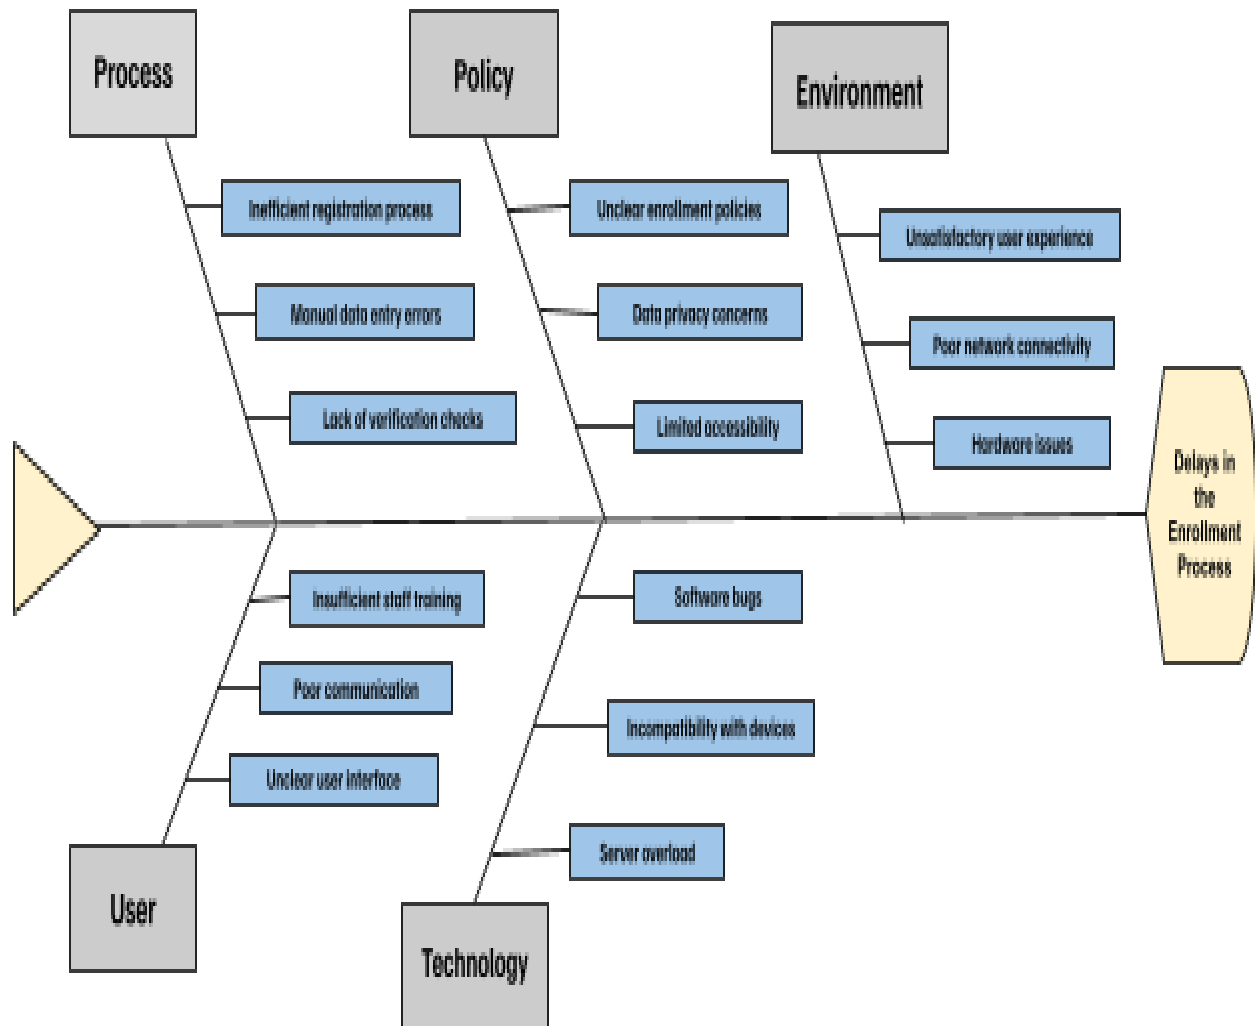 Process
Policy
Environment
Inefficient registration process
Manual data entry errors
Lack of verification checks
Unclear enrollment policies
Data privacy concerns
Limited accessibility
Unsatisfactory user experience
Poor network connectivity
Hardware issues
Delays in
the
Enrollment
Process
Insufficient staff training
Poor communication
Unclear user interface
User
Software bugs
Incompatibility with devices
Server overload
Technology